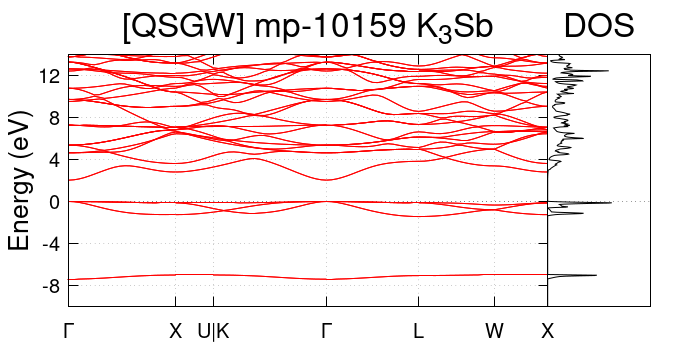 [QSGW] mp-10159 K₃Sb DOS
Energy (eV)
12
8
4
0
-4
-8
Γ X U|K Γ L W X